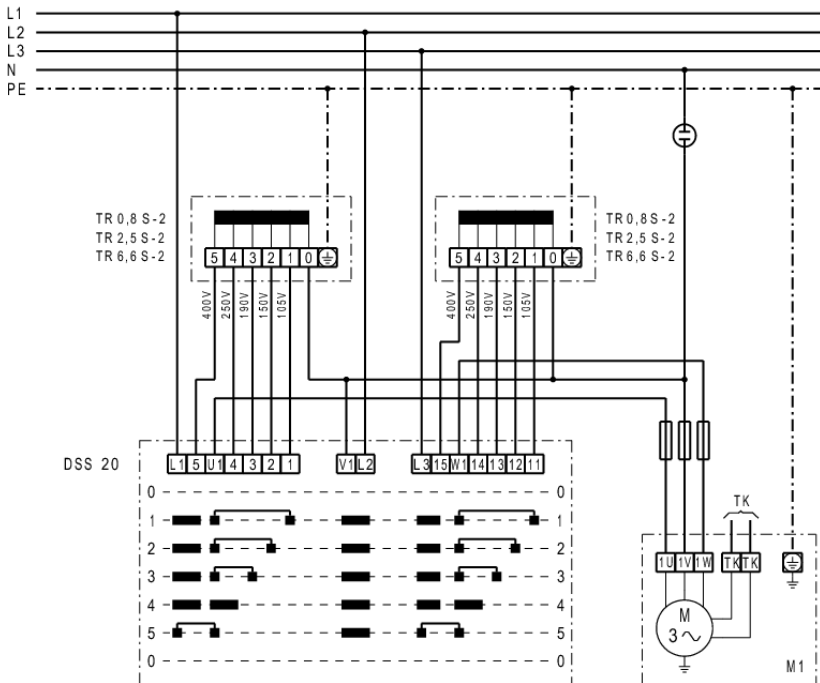 L1
L2
L3
N
PE
TR 0,8 S-2
TR 2,5 S-2
TR 6,6 S-2
5 4 3 2 1 0
400V
250V
190V
150V
105V
5 4 3 2 1 0
TR 0,8 S-2
TR 2,5 S-2
TR 6,6 S-2
400V
250V
190V
150V
105V
DSS 20
L1 5 U1 4 3 2 1
V1 L2
L3 15 W1 14 13 12 11
0 0
1 1
2 2
3 3
4 4
5 5
0 0
TK
1U 1V 1W TK TK
M
3
M1